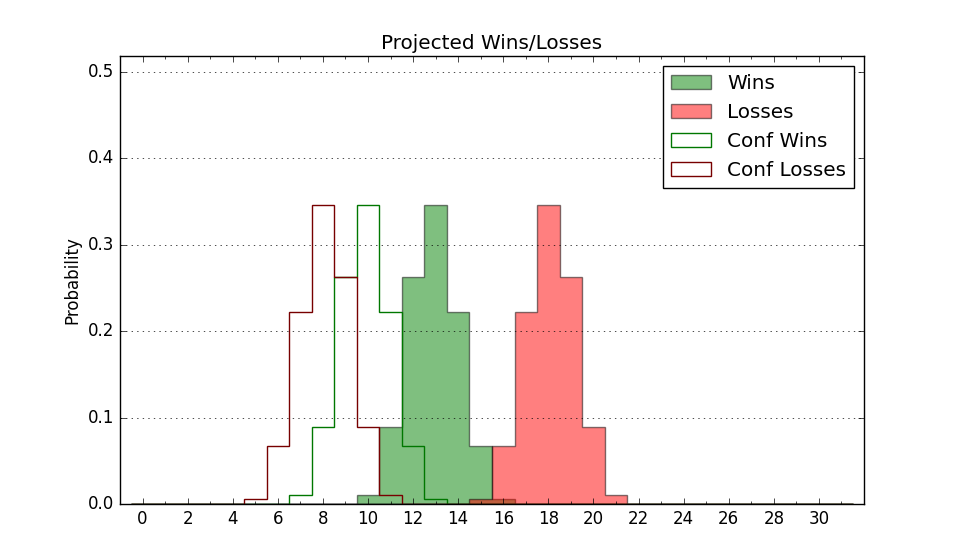 Projected Wins/Losses
0.5
0.4
0.3
0.2
0.1
0.0
Probability
Wins
Losses
Conf Wins
Conf Losses
0 2 4 6 8 10 12 14 16 18 20 22 24 26 28 30